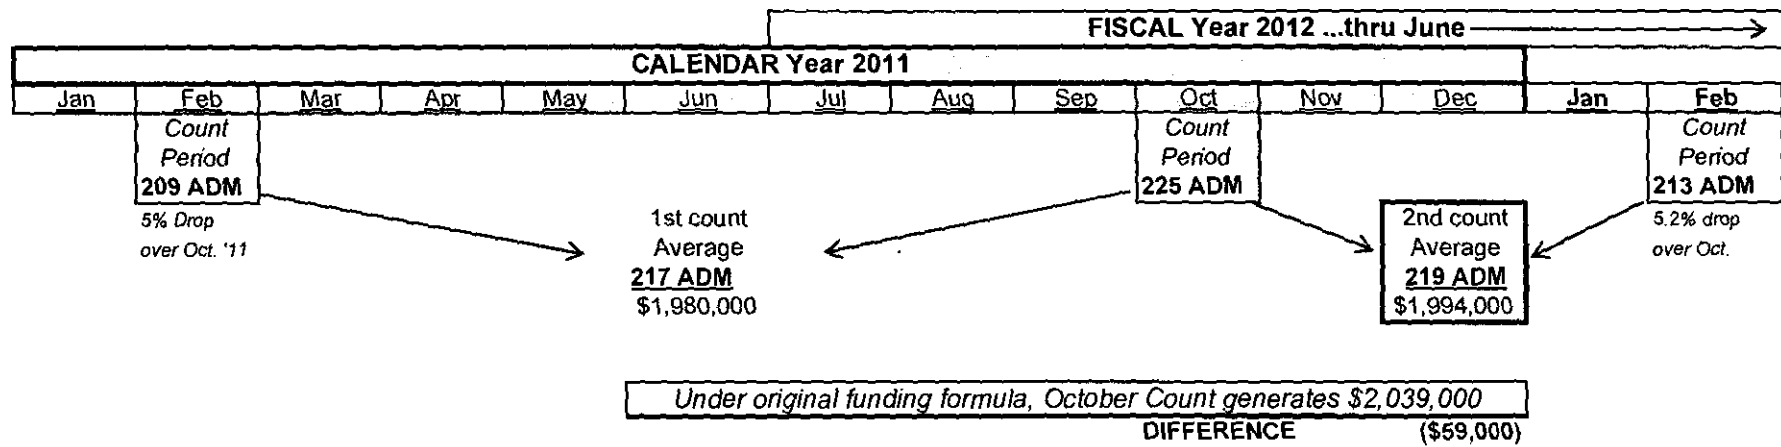 FISCAL Year 2012 ...thru June
CALENDAR Year 2011
Jan Feb Mar Apr May Jun Jul Aug Sep Oct Nov Dec Jan Feb
Count Count Count
Period Period Period
209 ADM 225 ADM 213 ADM
5% Drop 1st count 2nd count 5.2% drop
over Oct. '11 Average Average over Oct.
217 ADM 219 ADM
$1,980,000 $1,994,000
Under original funding formula, October Count generates $2,039,000
DIFFERENCE ($59,000)